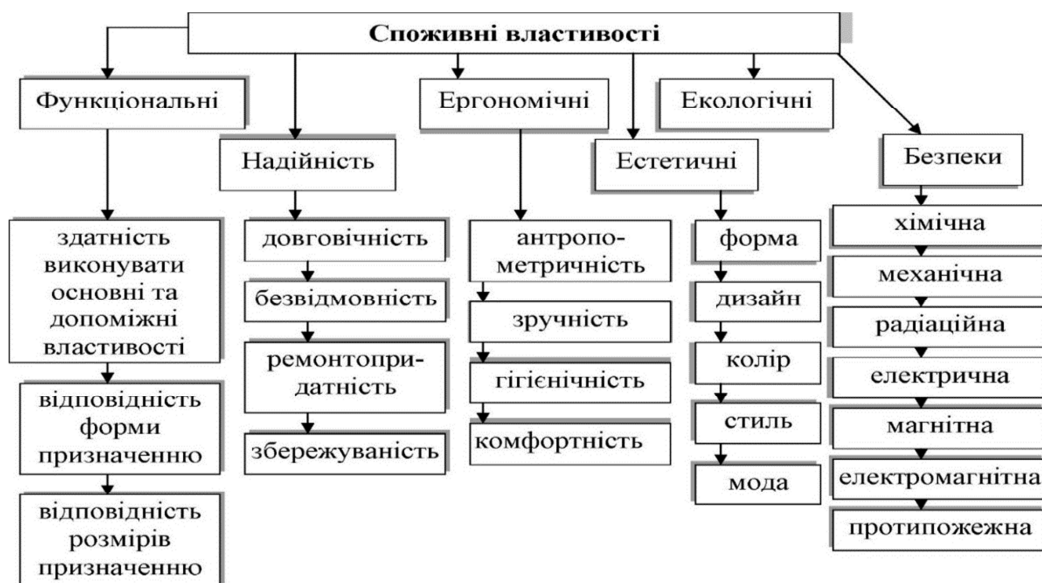 Споживні властивості
Функціональні
Ергономічні
Екологічні
Надійність
Естетичні
Безпеки
здатність
виконувати
основні та
допоміжні
властивості
відповідність
форми
призначенню
відповідність
розмірів
призначенню
довговічність
безвідмовність
ремонтопри-
датність
збережуваність
антропо-
метричність
зручність
гігієнічність
комфортність
форма
дизайн
колір
стиль
мода
хімічна
механічна
радіаційна
електрична
магнітна
електромагнітна
протипожежна